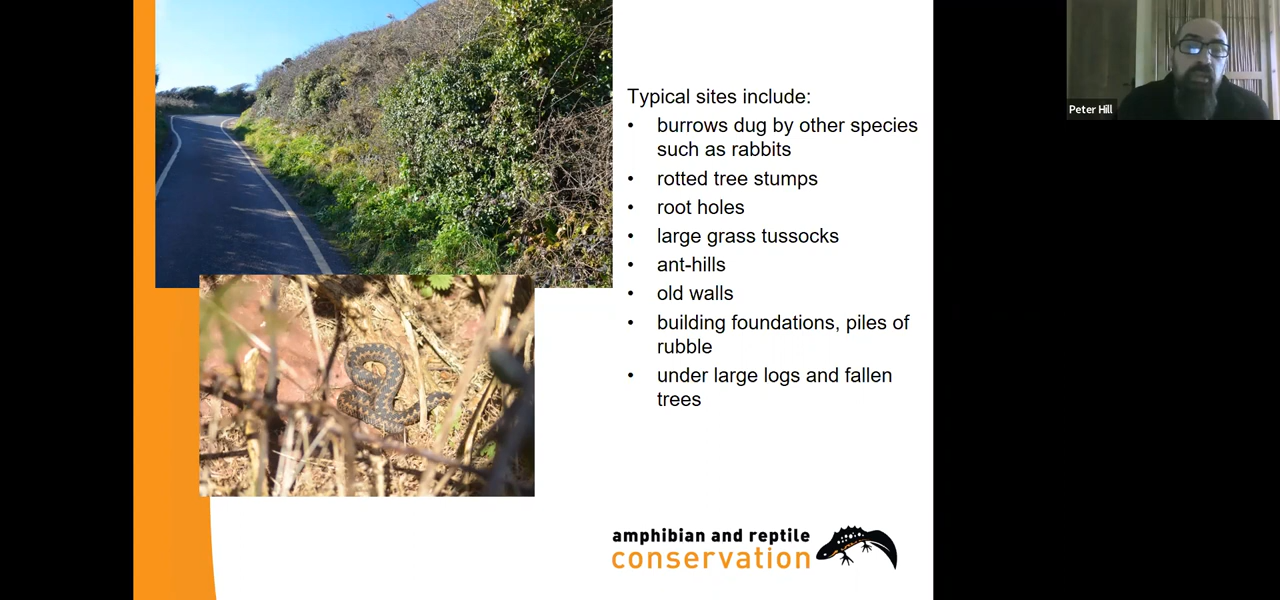 Typical sites include:
• burrows dug by other species
such as rabbits
• rotted tree stumps
• root holes
• large grass tussocks
• ant-hills
• old walls
• building foundations, piles of
rubble
• under large logs and fallen
trees
amphibian and reptile
conservation
Peter Hill